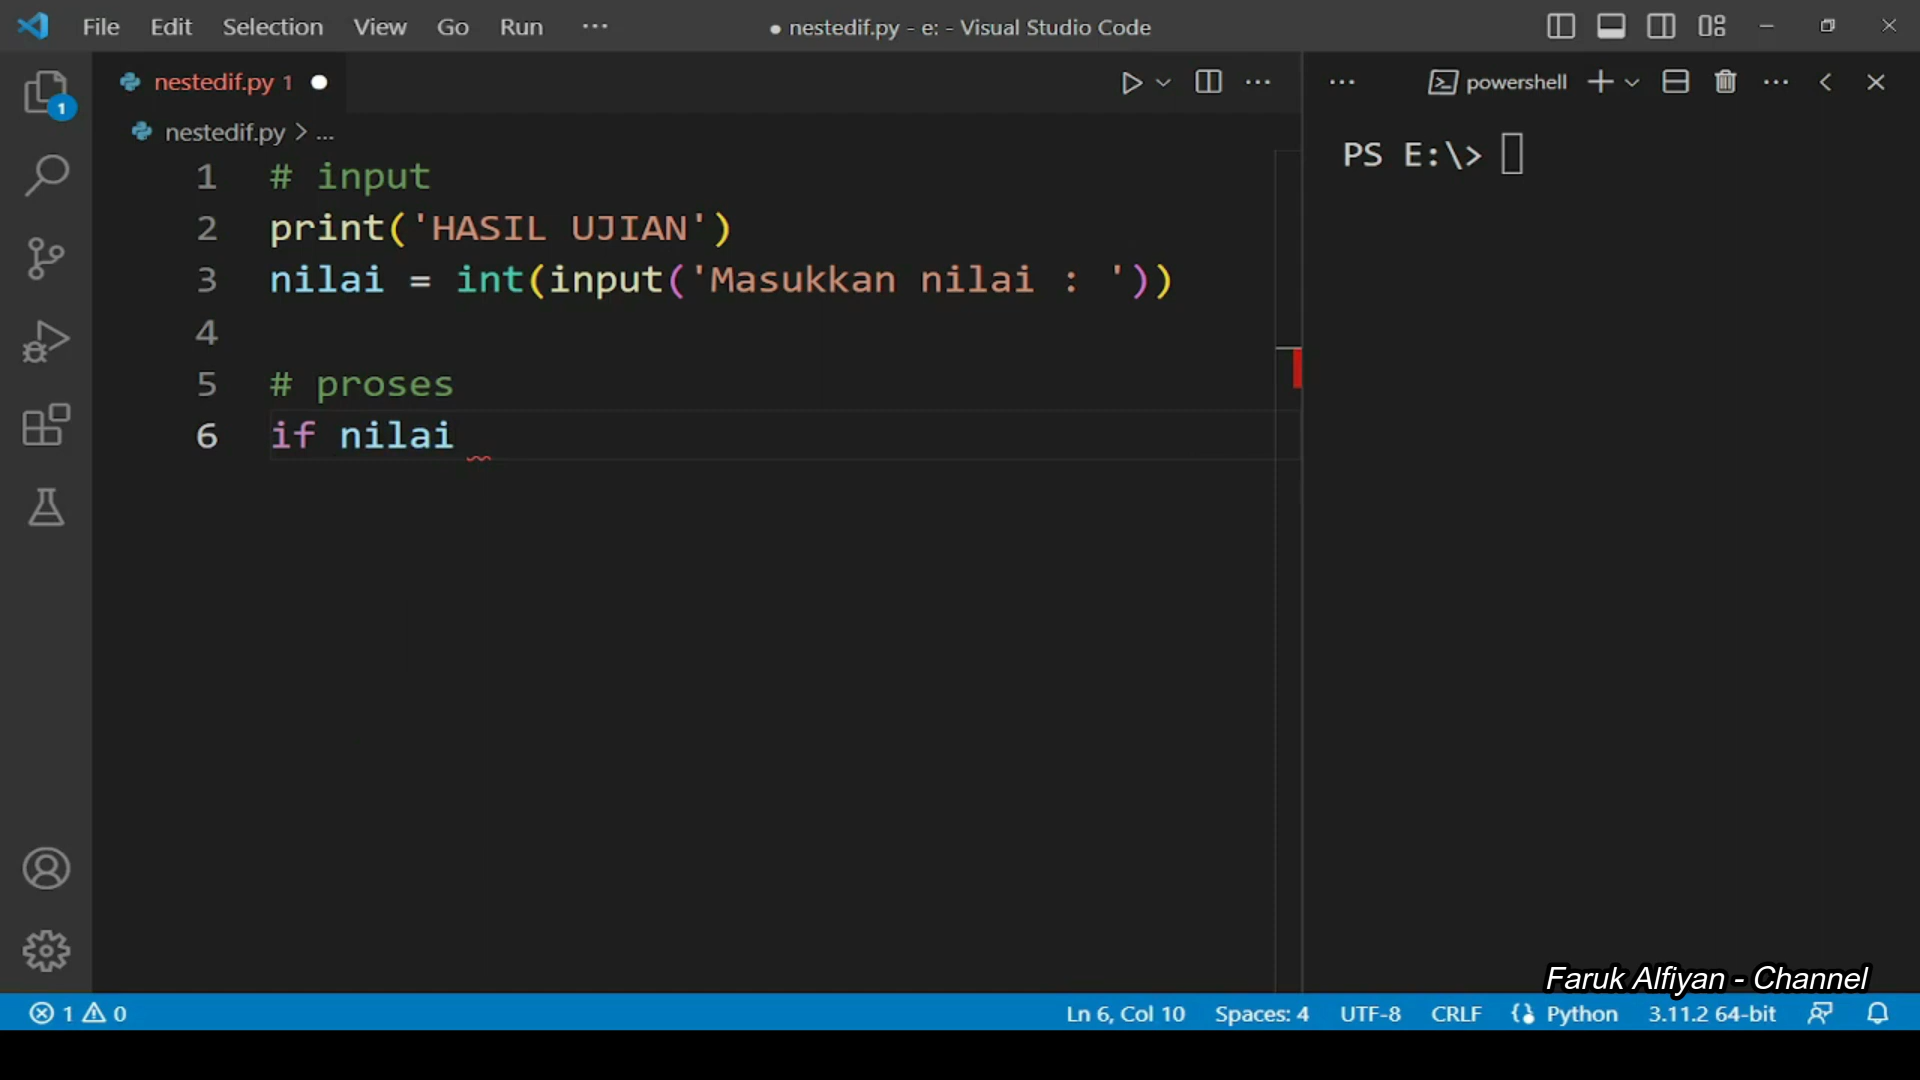 File Edit Selection View Go Run ··· ● nestedif.py - e: - Visual Studio Code
nestedif.py 1 ●
powershell
nestedif.py > ...
PS E:\>
1 # input
2 print('HASIL UJIAN')
3 nilai = int(input('Masukkan nilai : '))
4
5 # proses
6 if nilai
1
Faruk Alfiyan - Channel
1 0 Ln 6, Col 10 Spaces: 4 UTF-8 CRLF Python 3.11.2 64-bit